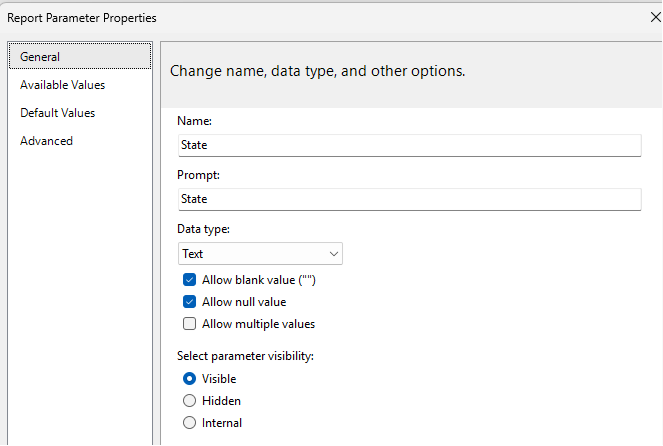 Report Parameter Properties
General
Available Values
Default Values
Advanced
Change name, data type, and other options.
Name:
State
Prompt:
State
Data type:
Text
Allow blank value ("")
Allow null value
Allow multiple values
Select parameter visibility:
Visible
Hidden
Internal